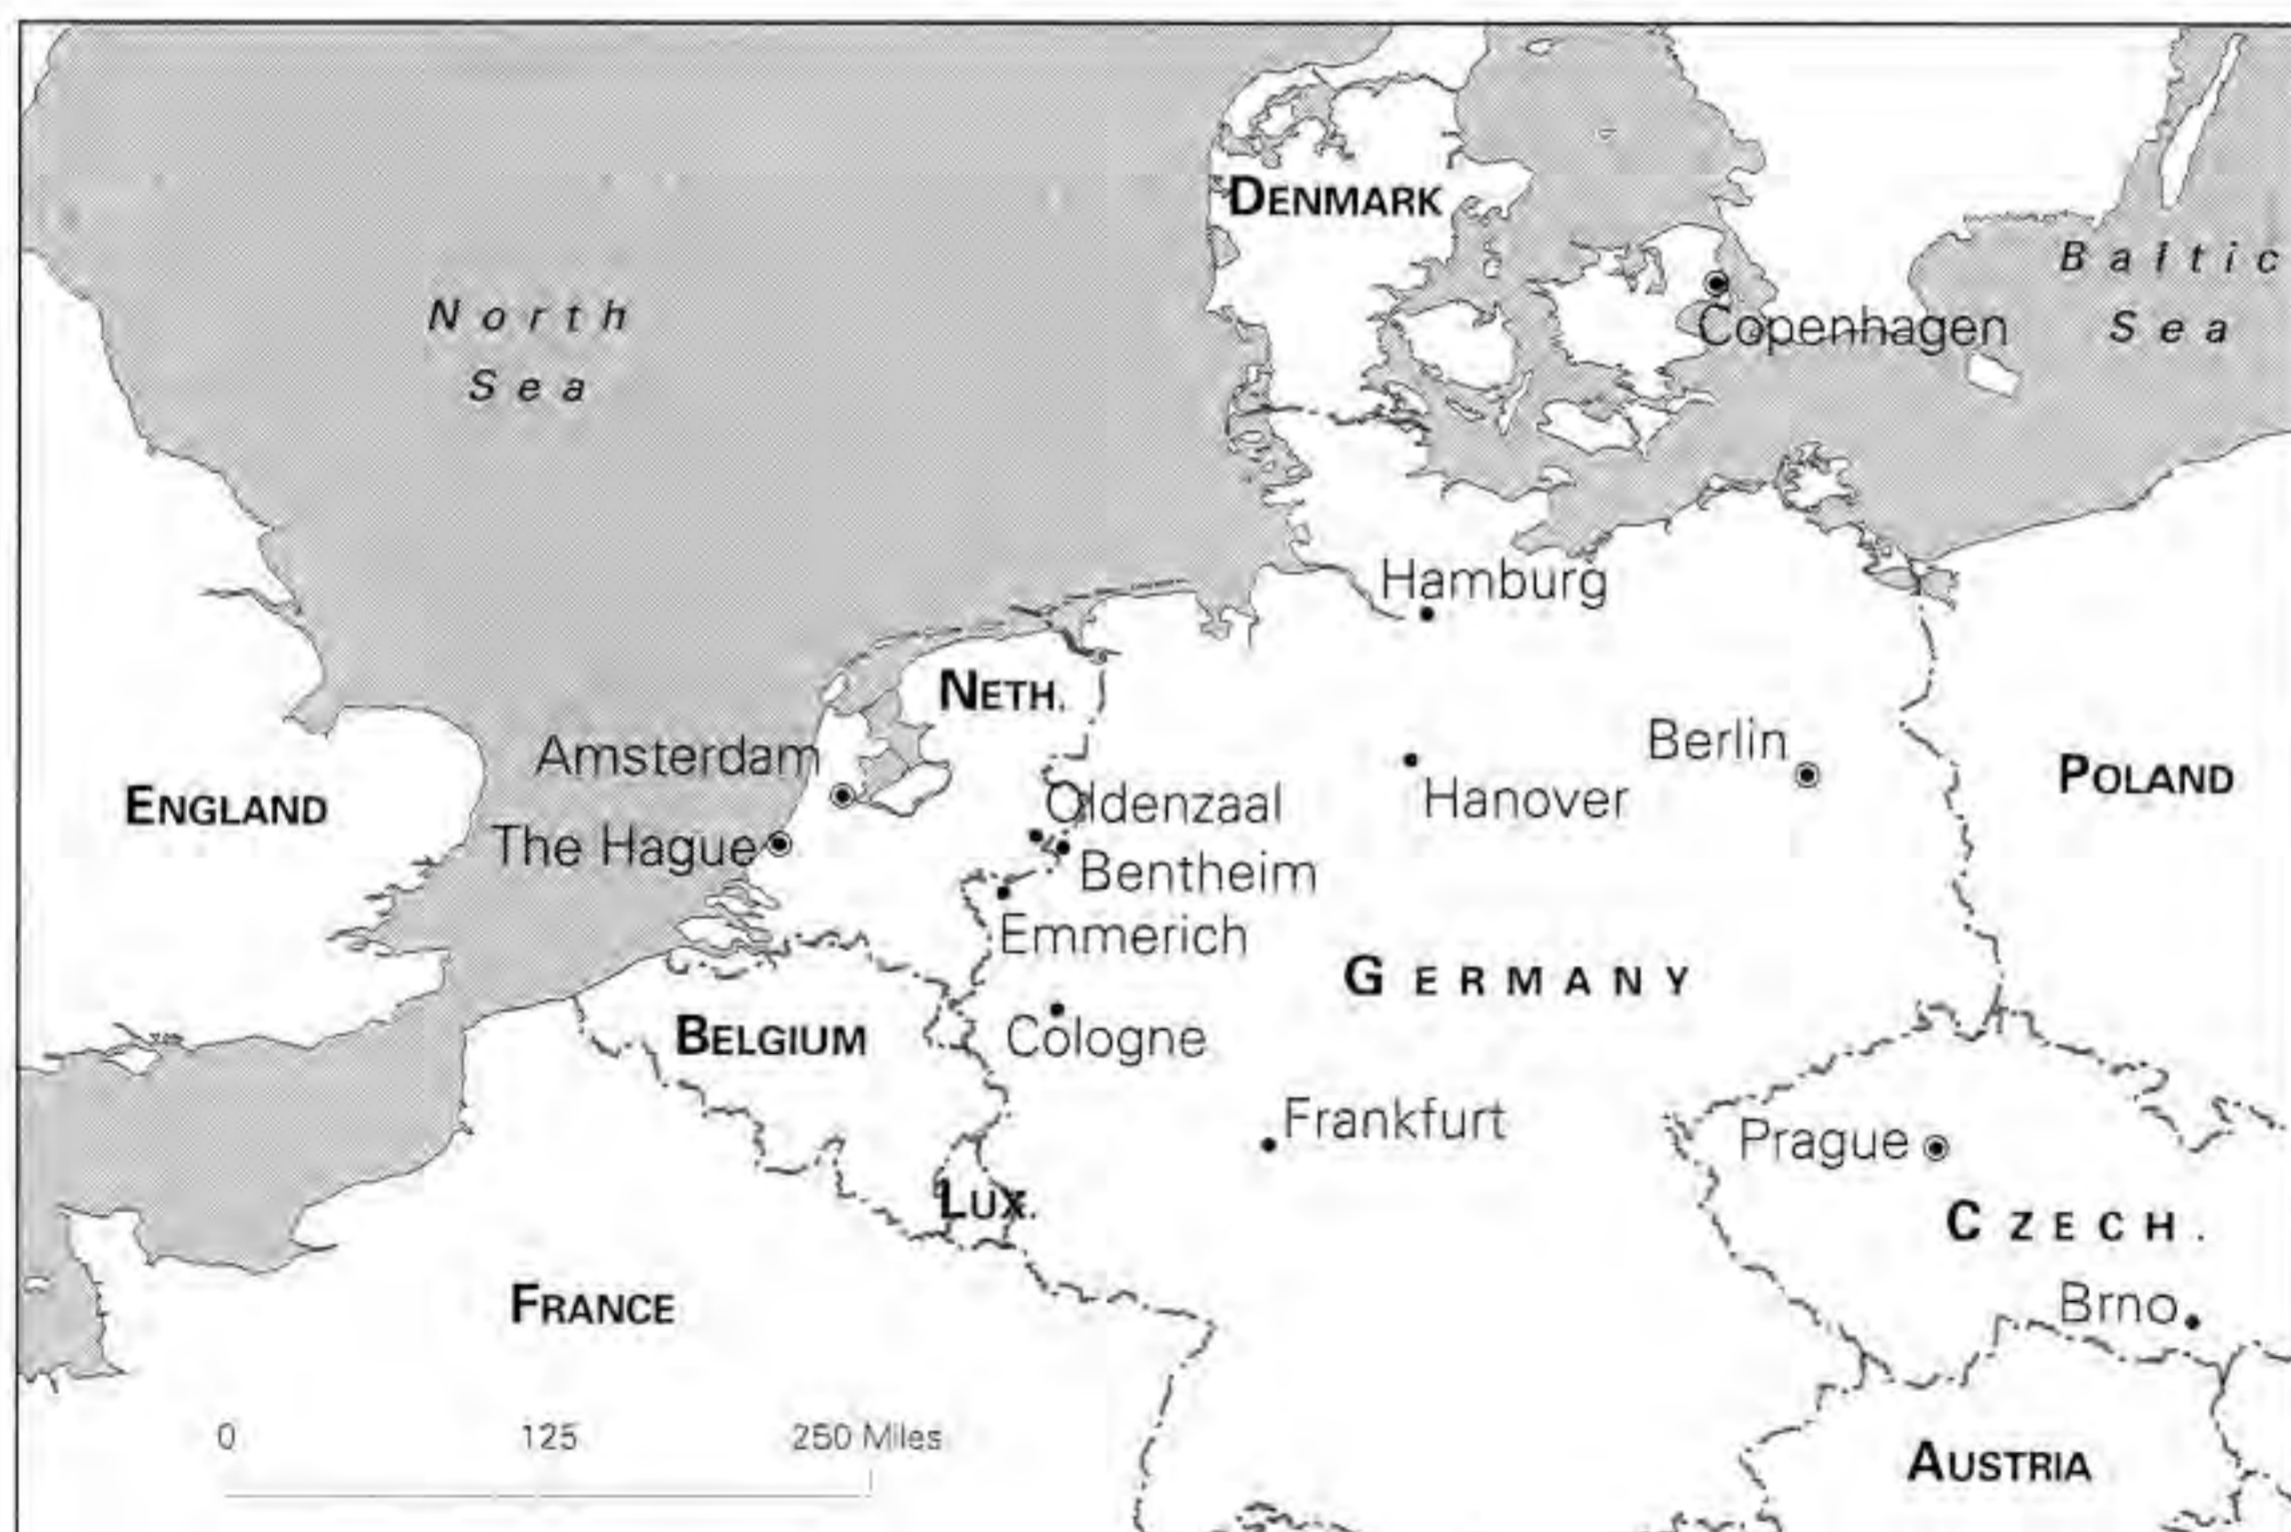 DENMARK
Baltic
Sea
North
Sea
Copenhagen
Hamburg
NETH.
Amsterdam
Berlin
ENGLAND
Oldenzaal
Hanover
POLAND
The Hague
Bentheim
Emmerich
GERMANY
BELGIUM
Cologne
Frankfurt
Prague
LUX.
CZECH.
FRANCE
Brno
0 125 250 Miles
AUSTRIA